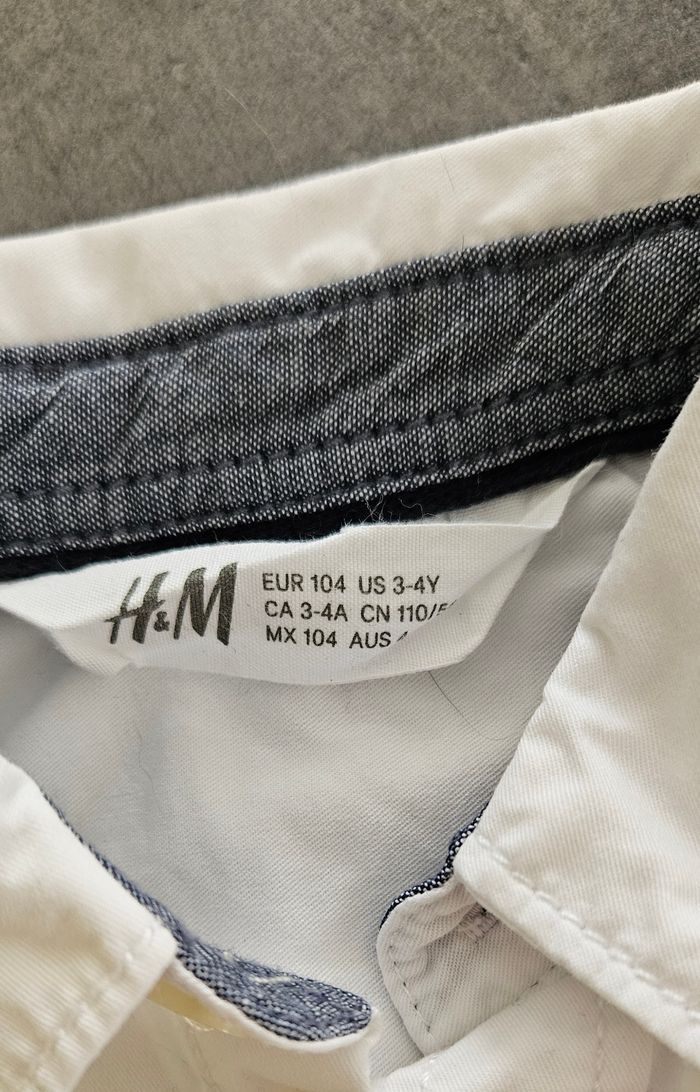 H&M
EUR 104 US 3-4Y
CA 3-4A CN 110/
MX 104 AUS